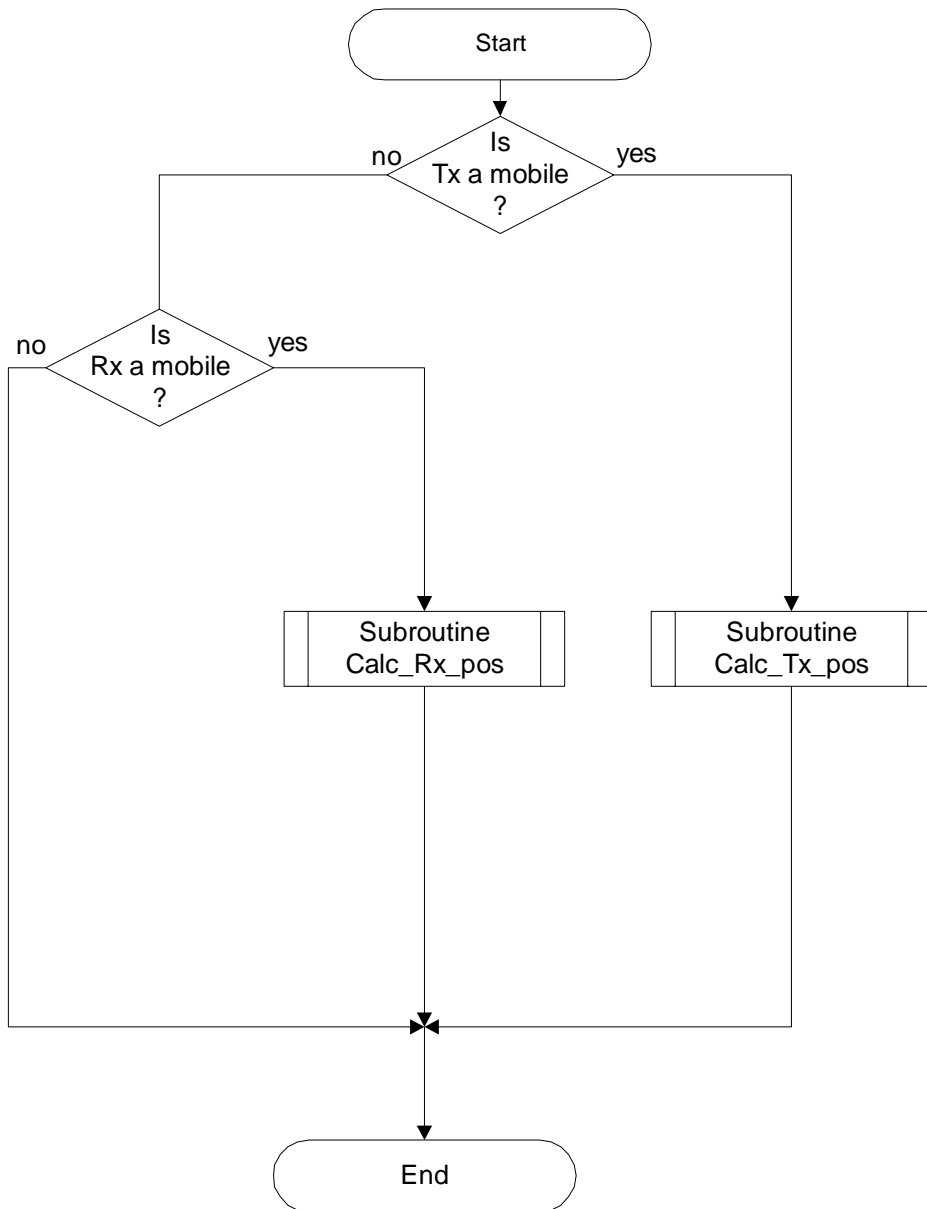 Start
Is
Tx a mobile
?
no
yes
Is
Rx a mobile
?
no
yes
Subroutine
Calc_Rx_pos
Subroutine
Calc_Tx_pos
End